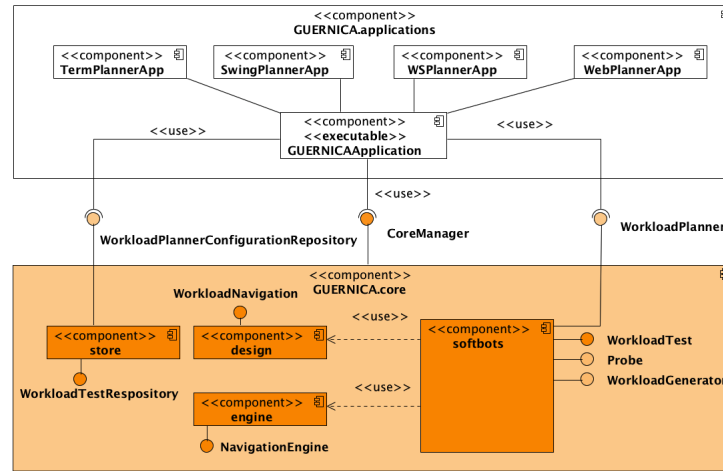 <<component>>
GUERNICA.applications
<<component>>
TermPlannerApp
<<component>>
SwingPlannerApp
<<component>>
WSPlannerApp
<<component>>
WebPlannerApp
<<component>>
<<executable>>
GUERNICAApplication
<<use>>
<<use>>
<<use>>
WorkloadPlannerConfigurationRepository
CoreManager
WorkloadPlanner
<<component>>
GUERNICA.core
WorkloadNavigation
<<use>>
<<component>>
store
<<component>>
design
<<component>>
softbots
WorkloadTest
Probe
WorkloadGenerator
WorkloadTestRespository
<<use>>
<<component>>
engine
NavigationEngine